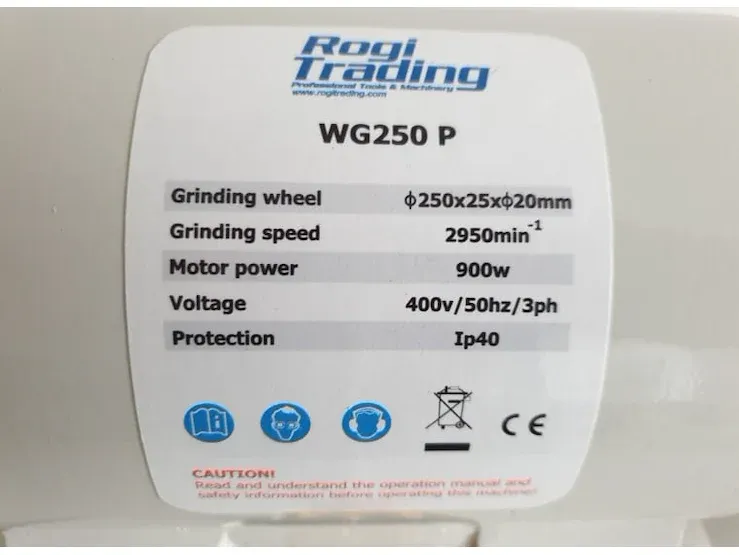 Rogi
Trading
Professional Tools & Machinery
www.rogitrading.com
WG250 P
Grinding wheel ϕ250x25xϕ20mm
Grinding speed 2950min⁻¹
Motor power 900w
Voltage 400v/50hz/3ph
Protection Ip40
CE
CAUTION!
Read and understand the operation manual and
safety information before operating this machine!